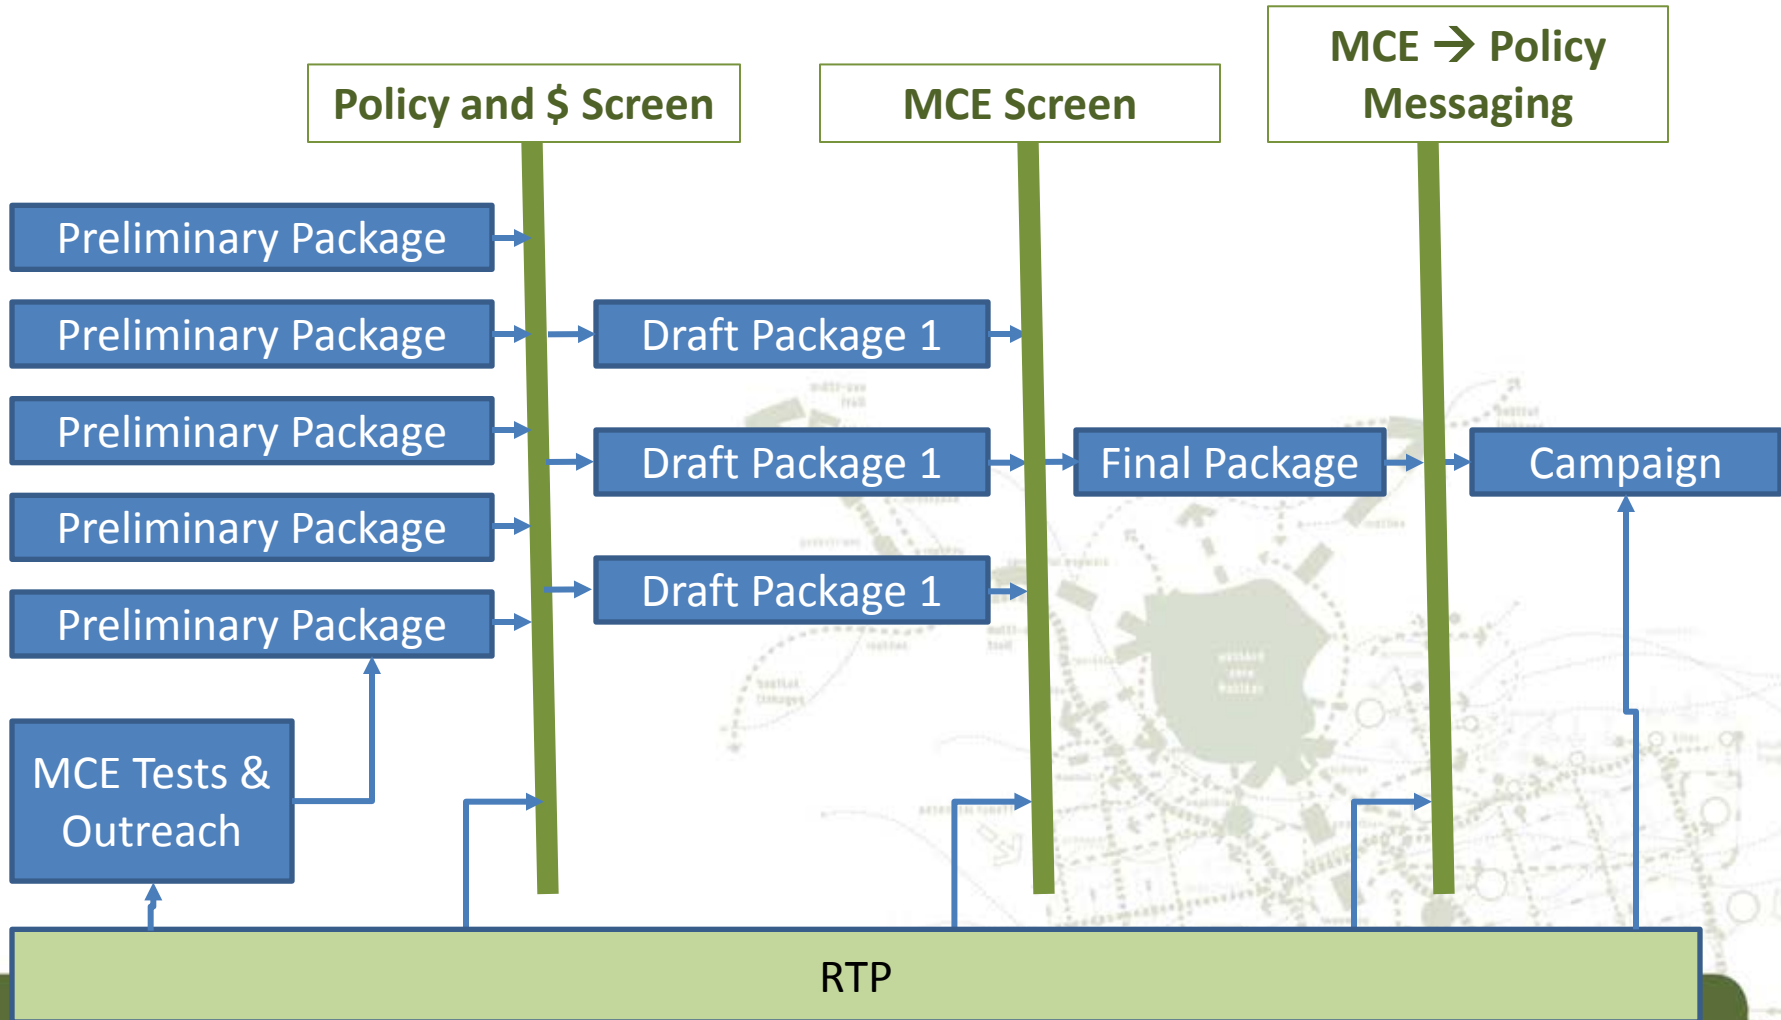 MCE → Policy
Messaging
Policy and $ Screen
MCE Screen
Preliminary Package
Preliminary Package
Draft Package 1
Preliminary Package
Draft Package 1
Final Package
Campaign
Preliminary Package
Draft Package 1
Preliminary Package
MCE Tests &
Outreach
RTP